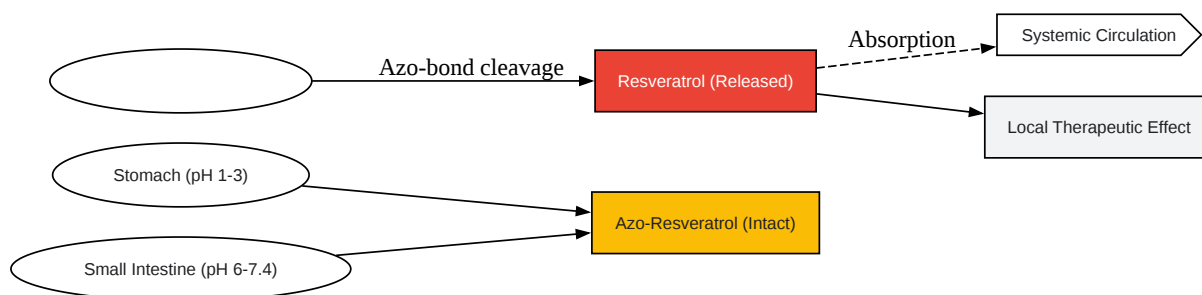 Azo-bond cleavage
Resveratrol (Released)
Absorption
Systemic Circulation
Local Therapeutic Effect
Stomach (pH 1-3)
Azo-Resveratrol (Intact)
Small Intestine (pH 6-7.4)